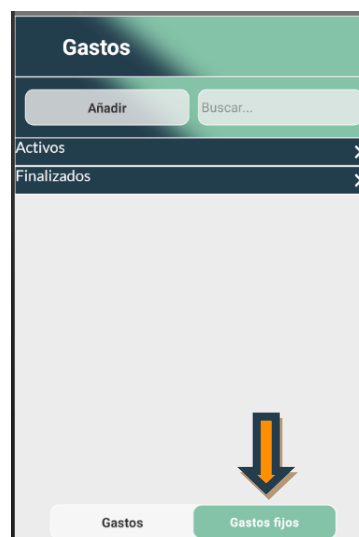 Gastos
Añadir
Buscar...
Activos
Finalizados
Gastos
Gastos fijos